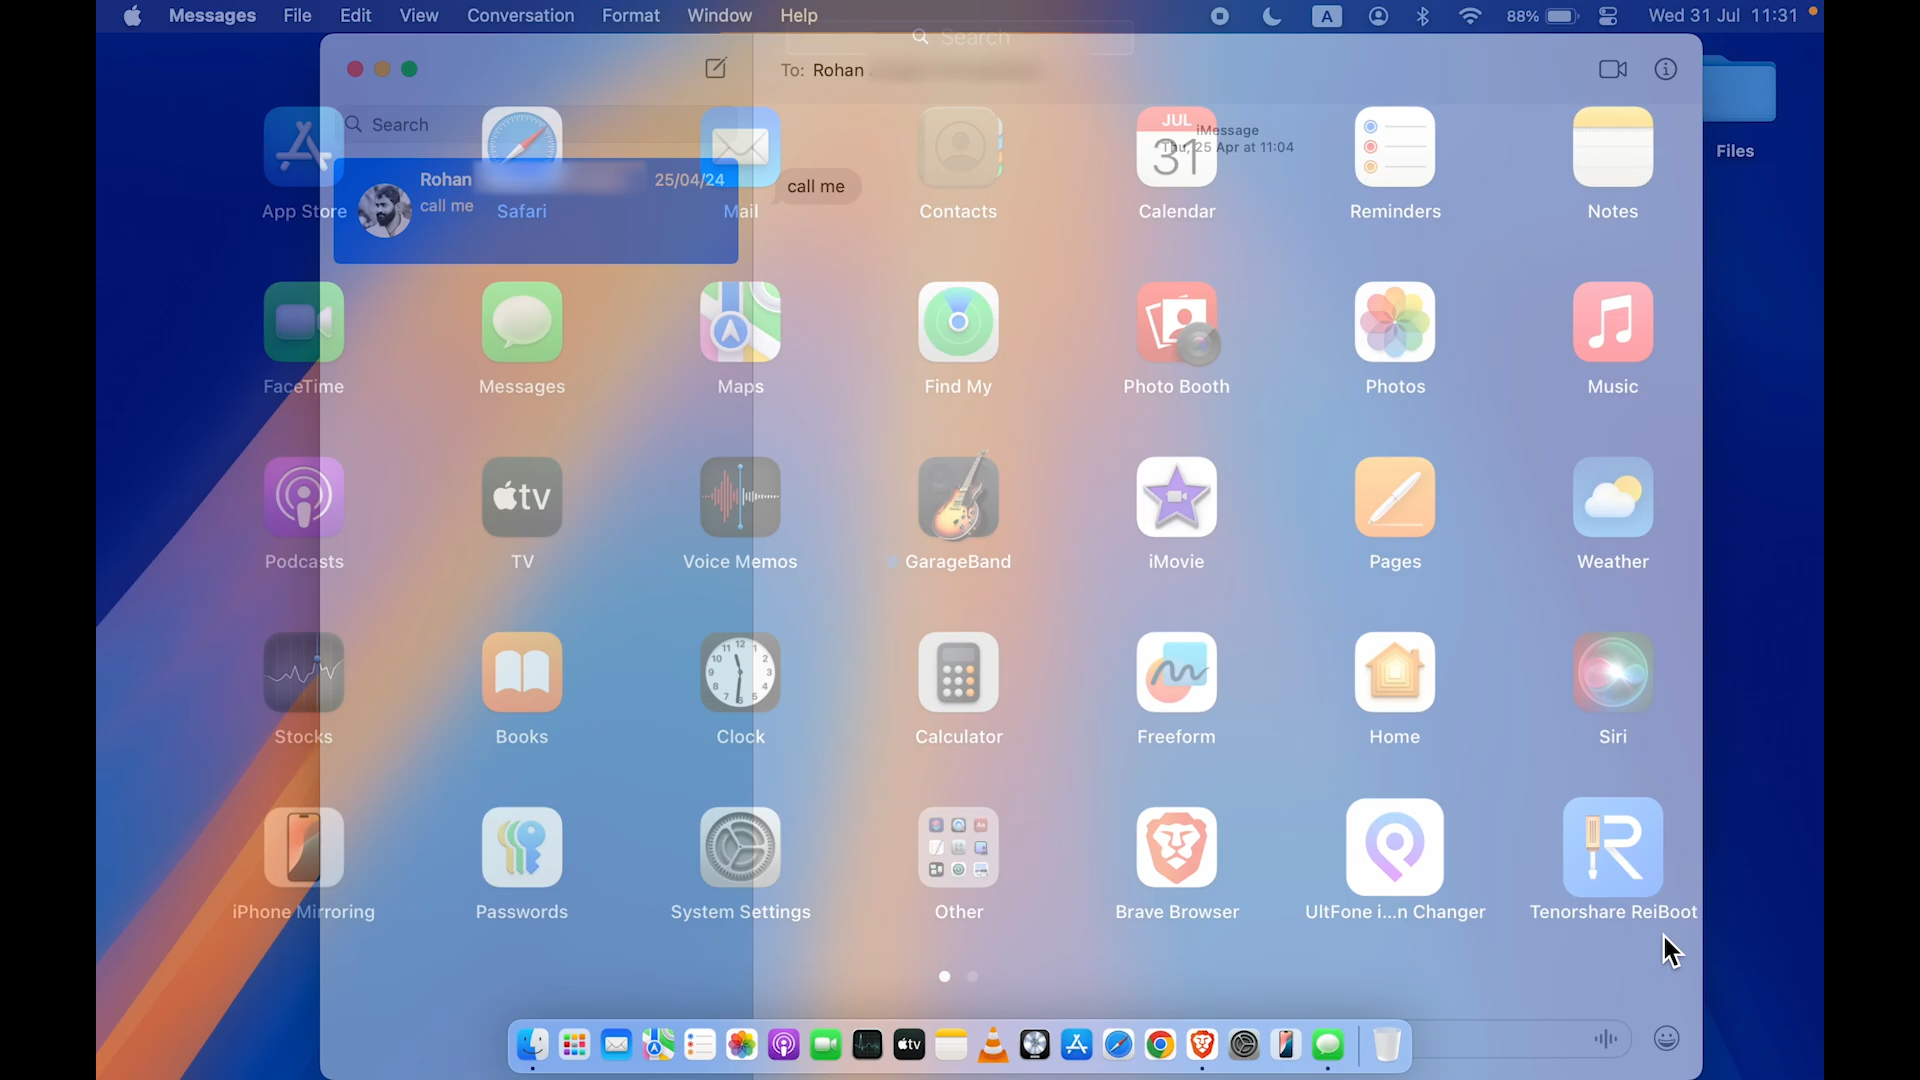 Messages File Edit View Conversation Format Window Help A 88% Wed 31 Jul 11:31
Search
To: Rohan
Search
JUL
31
iMessage
Thu, 25 Apr at 11:04
Files
Rohan 25/04/24
call me
call me
App Store Safari Mail Contacts Calendar Reminders Notes
FaceTime Messages Maps Find My Photo Booth Photos Music
tv
Podcasts TV Voice Memos GarageBand iMovie Pages Weather
Stocks Books Clock Calculator Freeform Home Siri
iPhone Mirroring Passwords System Settings Other Brave Browser UltFone i...n Changer Tenorshare ReiBoot
tv